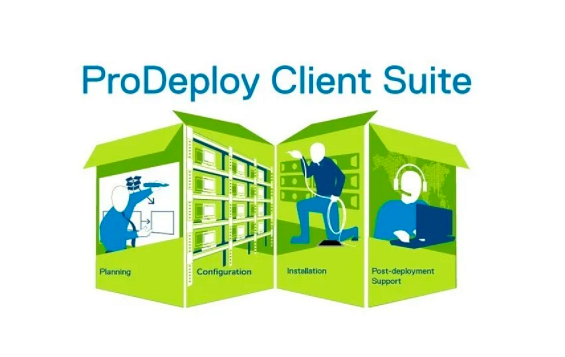 ProDeploy Client Suite
Planning
Configuration
Installation
Post-deployment
Support